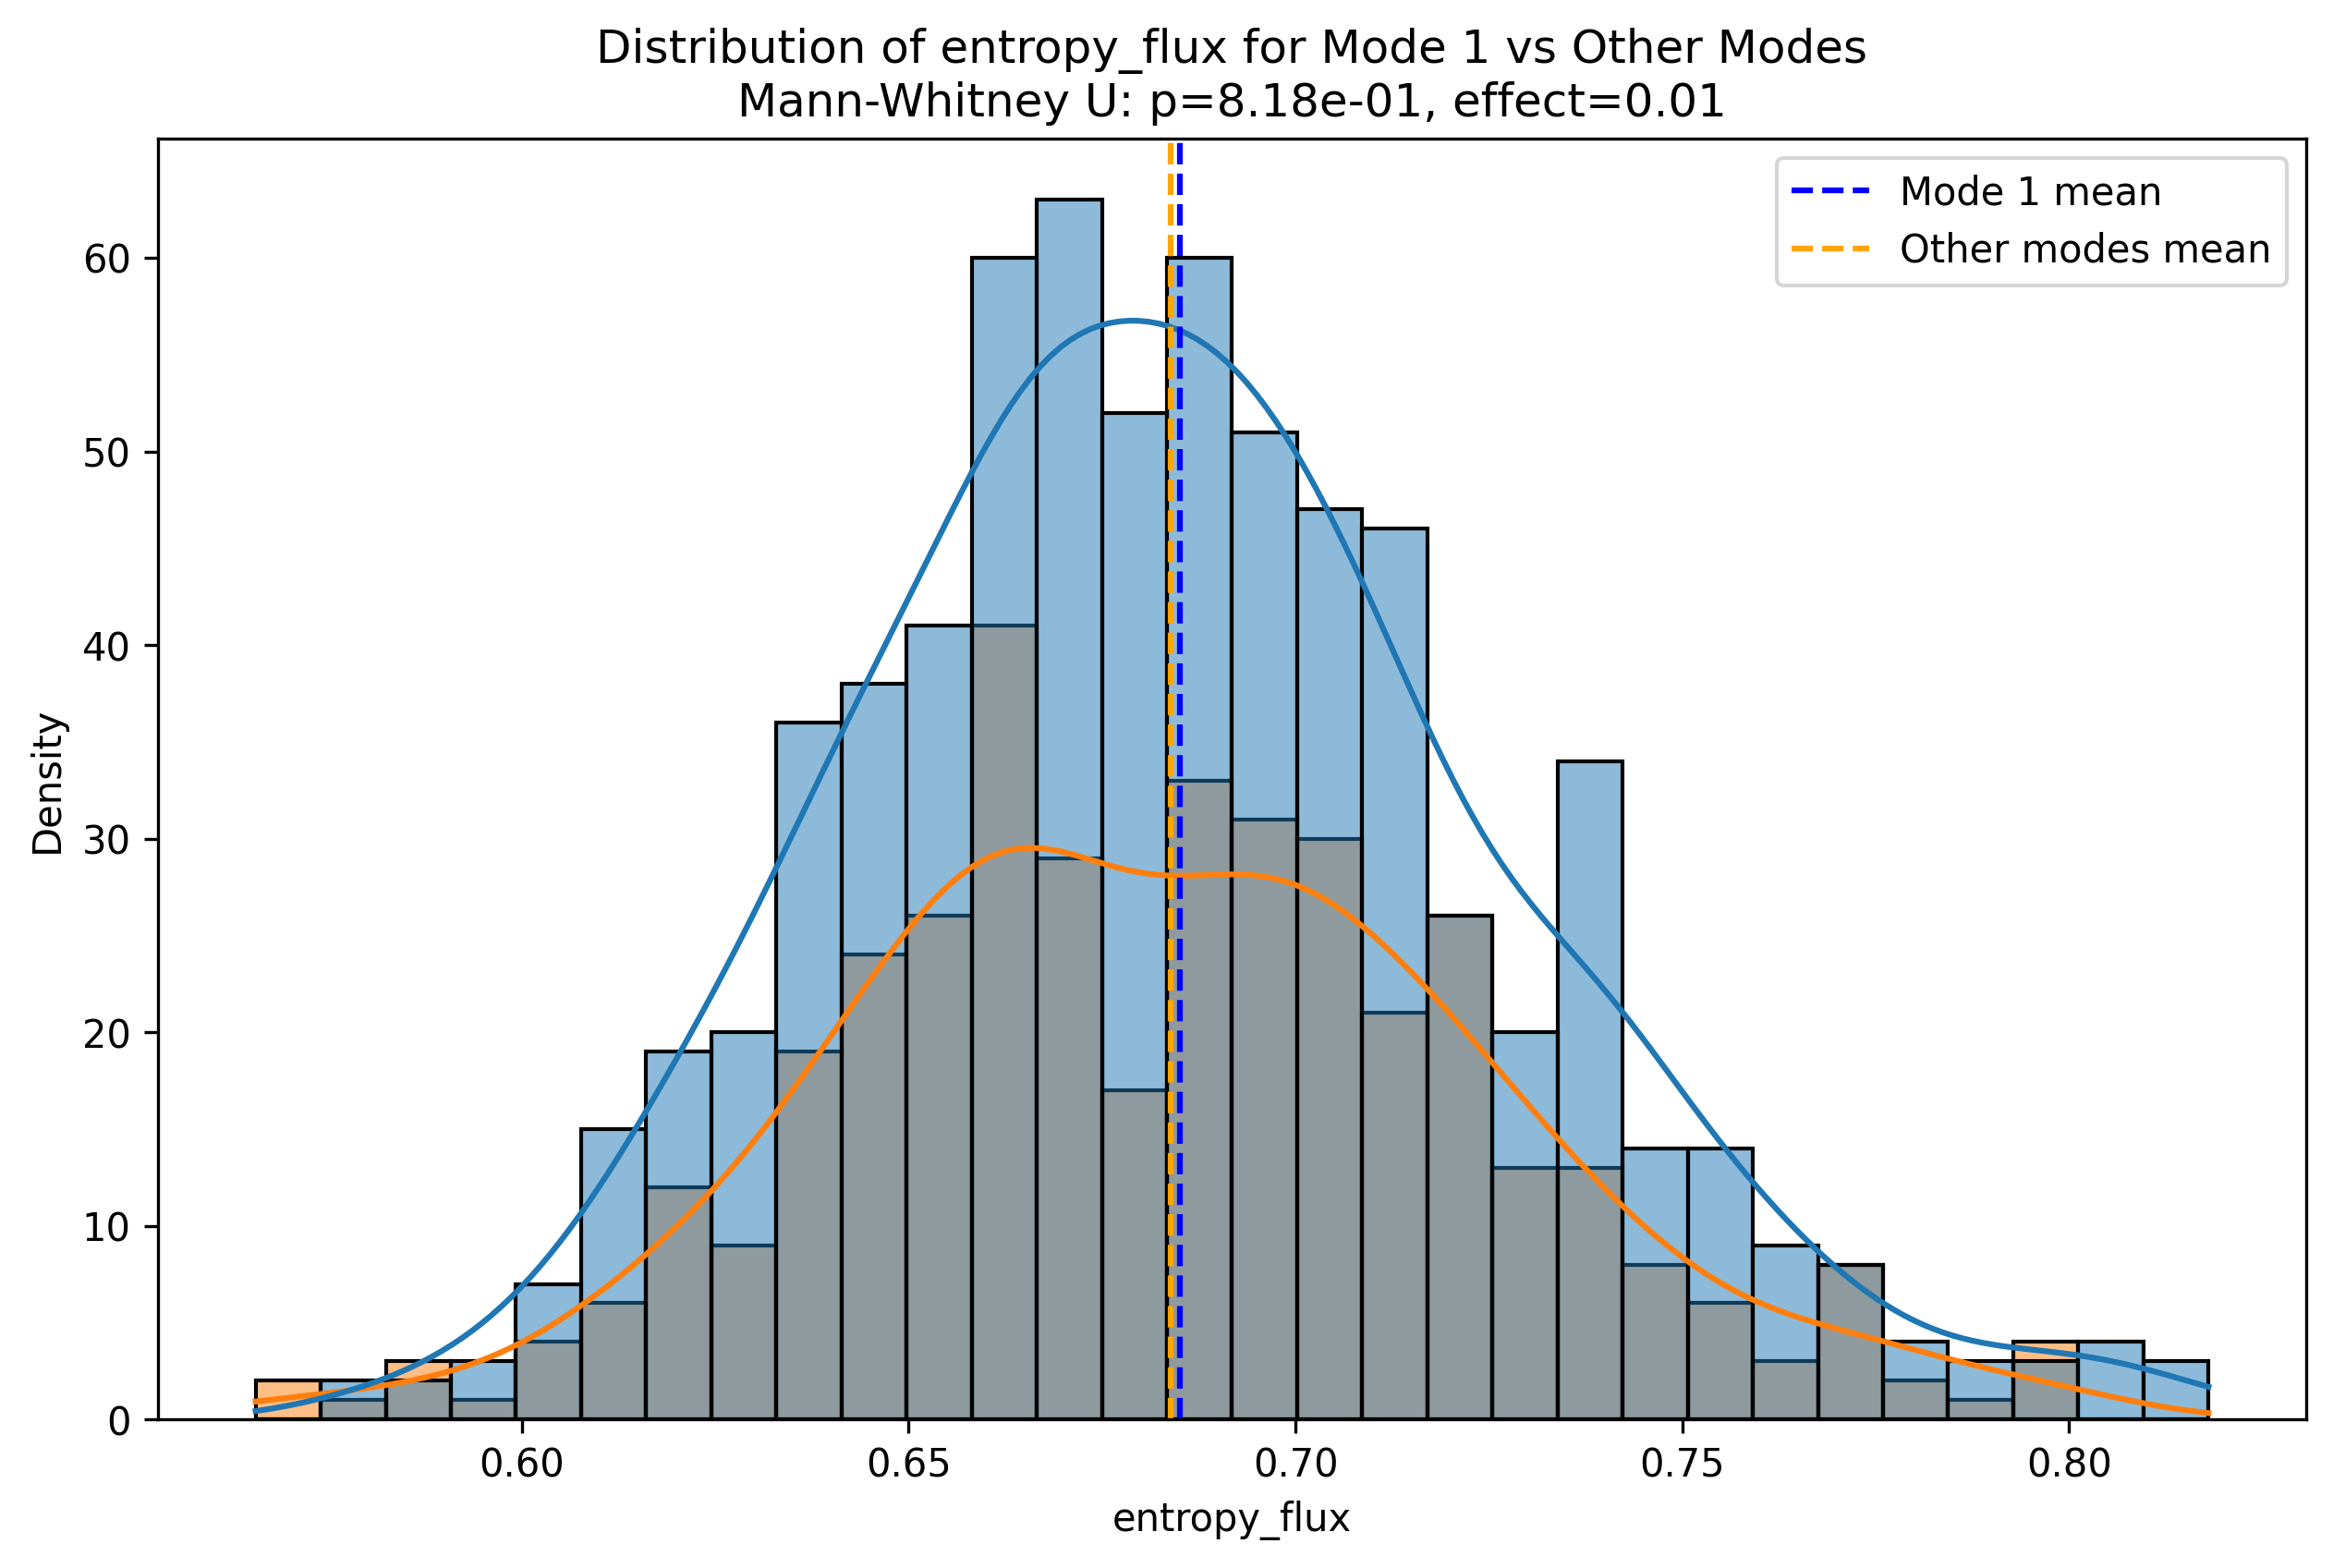 Distribution of entropy_flux for Mode 1 vs Other Modes
Mann-Whitney U: p=8.18e-01, effect=0.01
Mode 1 mean
Other modes mean
Density
60
50
40
30
20
10
0
0.60
0.65
0.70
0.75
0.80
entropy_flux